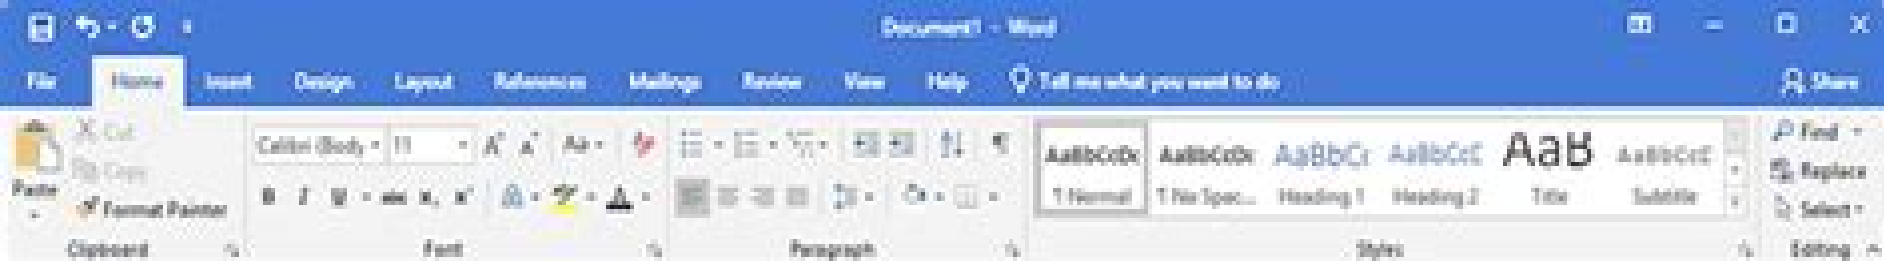 Document1 - Word
File Home Insert Design Layout References Mailings Review View Help Tell me what you want to do Share
Cut
Copy
Paste
Format Painter
Clipboard
Calibri (Body 11 Aa
B I U abc X, X A
Font
Paragraph
AaBbCcDc AaBbCcDc AaBbCc AaBbCcC AaB AaBbCcC
¶ Normal ¶ No Spac... Heading 1 Heading 2 Title Subtitle
Styles
Find
Replace
Select
Editing